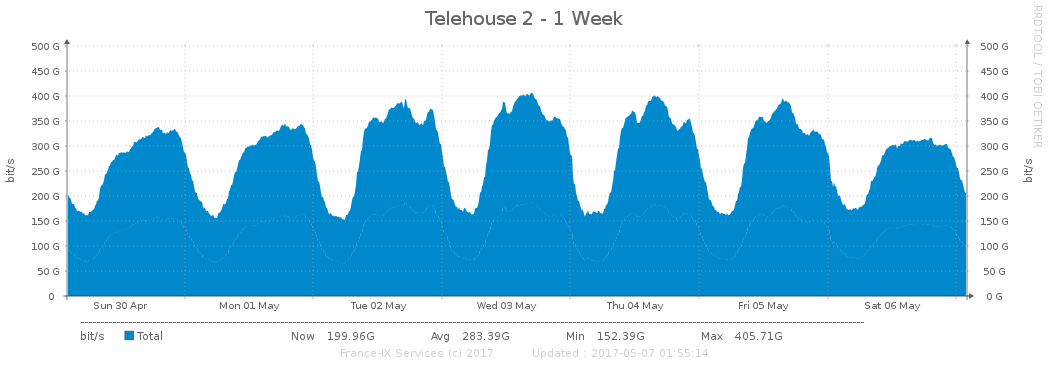 Telehouse 2 - 1 Week
RRDTOOL / TOBI OETIKER
500 G 500 G
450 G 450 G
400 G 400 G
350 G 350 G
300 G 300 G
250 G 250 G
200 G 200 G
150 G 150 G
100 G 100 G
50 G 50 G
0 0 G
bit/s
bit/s
Sun 30 Apr Mon 01 May Tue 02 May Wed 03 May Thu 04 May Fri 05 May Sat 06 May
bit/s Total Now 199.96G Avg 283.39G Min 152.39G Max 405.71G
France-IX Services (c) 2017 Updated : 2017-05-07 01:55:14